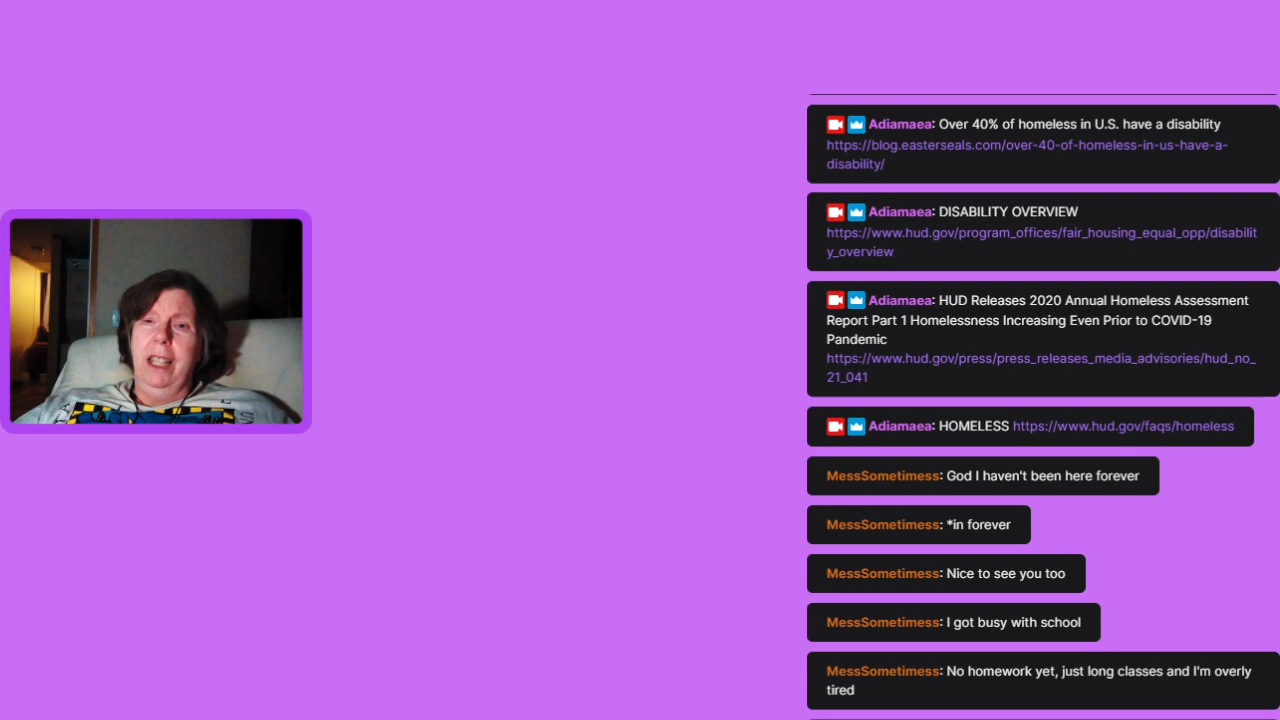 Adiamaea: Over 40% of homeless in U.S. have a disability
https://blog.easterseals.com/over-40-of-homeless-in-us-have-a-
disability/
Adiamaea: DISABILITY OVERVIEW
https://www.hud.gov/program_offices/fair_housing_equal_opp/disabilit
y_overview
Adiamaea: HUD Releases 2020 Annual Homeless Assessment
Report Part 1 Homelessness Increasing Even Prior to COVID-19
Pandemic
https://www.hud.gov/press/press_releases_media_advisories/hud_no_
21_041
Adiamaea: HOMELESS https://www.hud.gov/faqs/homeless
MessSometimess: God I haven't been here forever
MessSometimess: *in forever
MessSometimess: Nice to see you too
MessSometimess: I got busy with school
MessSometimess: No homework yet, just long classes and I'm overly
tired